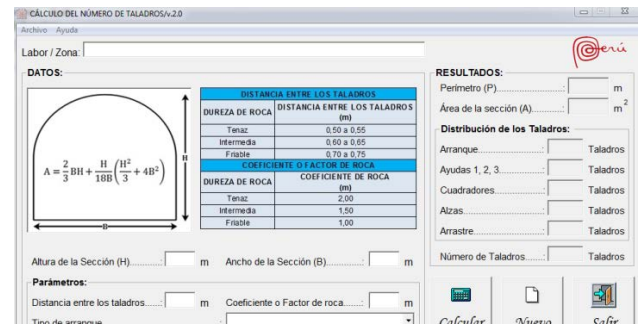 CÁLCULO DEL NÚMERO DE TALADROS/v.2.0
Archivo Ayuda
Labor / Zona:
Perú
DATOS:
A = 2/3 BH + H/18B (H²/3 + 4B²)
H
B
DISTANCIA ENTRE LOS TALADROS
DUREZA DE ROCA DISTANCIA ENTRE LOS TALADROS (m)
Tenaz 0,50 a 0,55
Intermedia 0,60 a 0,65
Friable 0,70 a 0,75
COEFICIENTE O FACTOR DE ROCA
DUREZA DE ROCA COEFICIENTE DE ROCA (m)
Tenaz 2,00
Intermedia 1,50
Friable 1,00
Altura de la Sección (H)............: m Ancho de la Sección (B)............: m
Parámetros:
Distancia entre los taladros......: m Coeficiente o Factor de roca.......: m
Tipo de arranque :
RESULTADOS:
Perímetro (P)........................: m
Área de la sección (A)............: m²
Distribución de los Taladros:
Arranque........................: Taladros
Ayudas 1, 2, 3................: Taladros
Cuadradores..................: Taladros
Alzas..............................: Taladros
Arrastre..........................: Taladros
Número de Taladros......: Taladros
Calcular Nuevo Salir